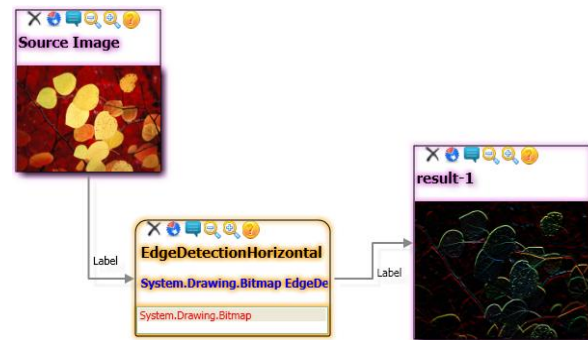 Source Image
Label
EdgeDetectionHorizontal
System.Drawing.Bitmap EdgeDe
System.Drawing.Bitmap
Label
result-1